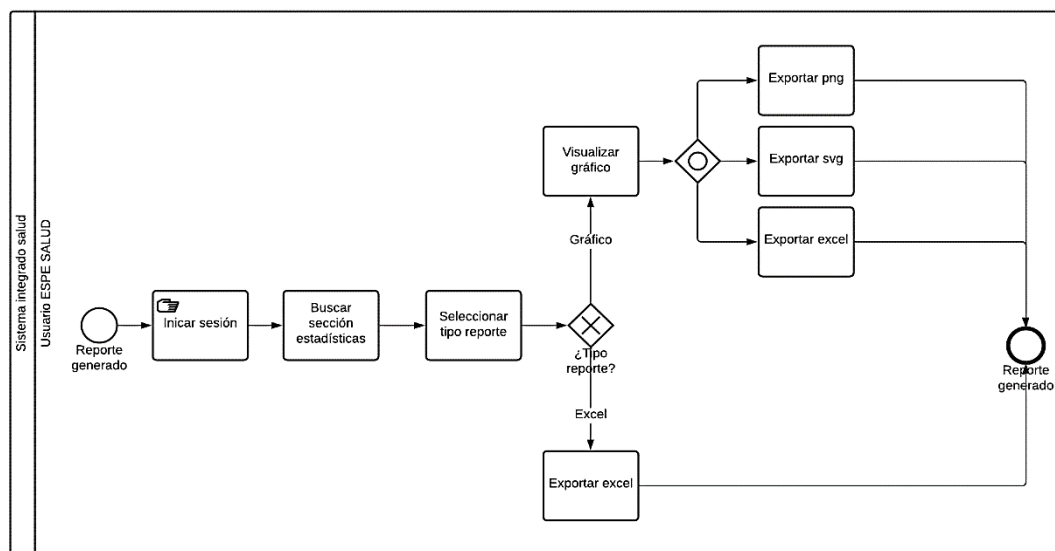 Sistema integrado salud
Usuario ESPE SALUD
Reporte
generado
Inicar sesión
Buscar
sección
estadísticas
Seleccionar
tipo reporte
¿Tipo
reporte?
Gráfico
Visualizar
gráfico
Exportar png
Exportar svg
Exportar excel
Excel
Exportar excel
Reporte
generado